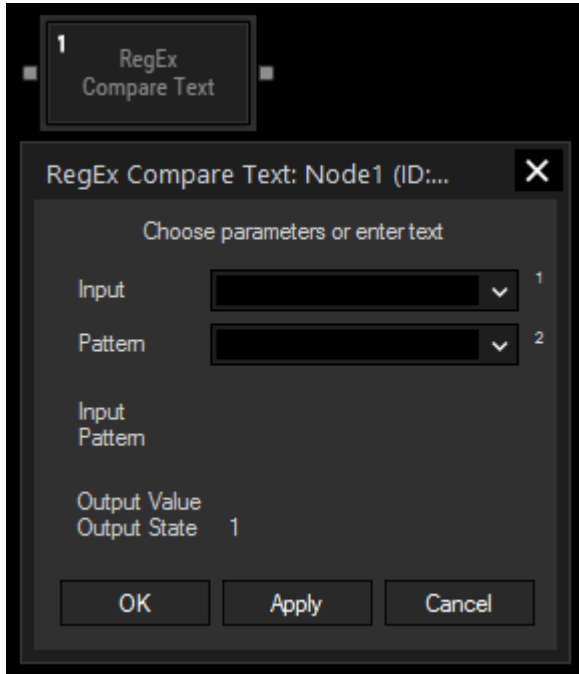 1
RegEx
Compare Text
RegEx Compare Text: Node1 (ID:...
Choose parameters or enter text
Input 1
Pattern 2
Input
Pattern
Output Value
Output State 1
OK Apply Cancel